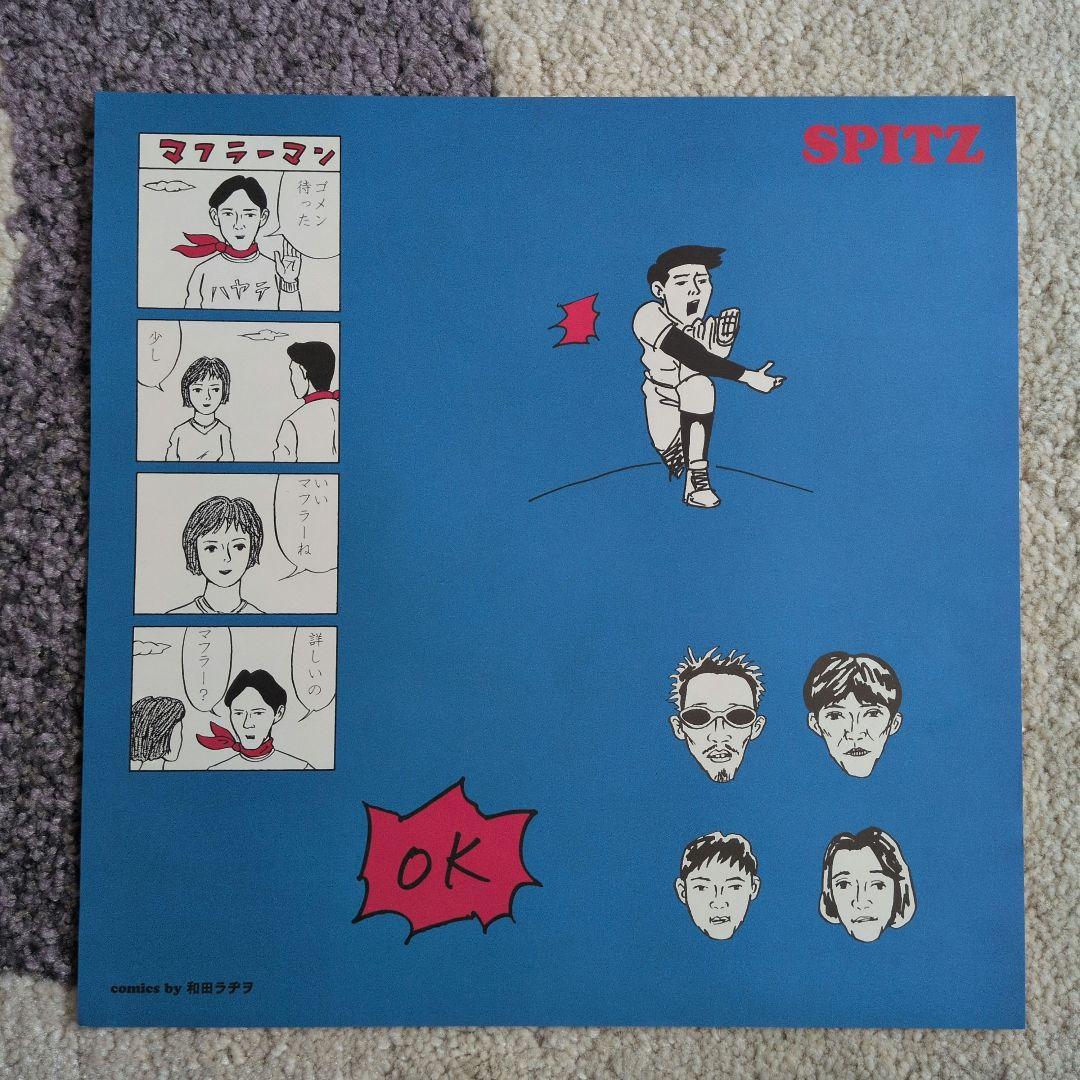 SPITZ
マフラーマン
ゴメン
待った
ハヤテ
少し
いい
マフラーね
詳しいの
マフラー?
OK
comics by 和田ラヂヲ